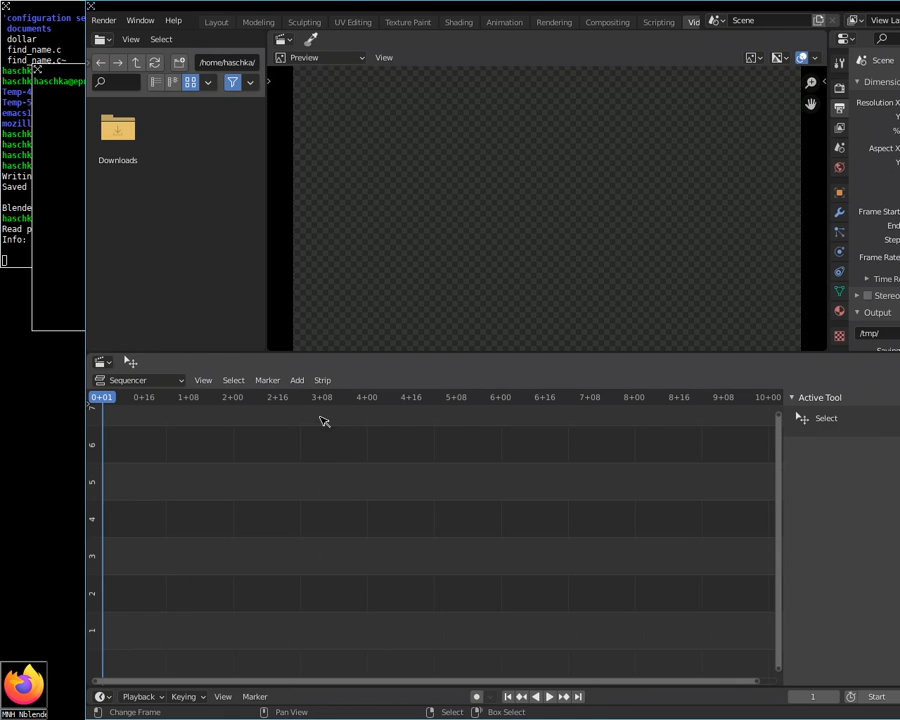 'configuration se
documents
dollar
find_name.c
find_name.c~
haschk
haschk
haschka@epr
Temp-4
Temp-5
emacs1
mozill
haschk
haschk
haschk
haschk
Writin
Saved
Blende
haschk
Read p
Info:
MNH Nblende
Render Window Help Layout Modeling Sculpting UV Editing Texture Paint Shading Animation Rendering Compositing Scripting Vid Scene View La
View Select
/home/haschka/
Downloads
Preview View
Scene
Dimensio
Resolution X
Y
%
Aspect X
Y
Frame Start
End
Step
Frame Rate
Time Re
Stereo
Output
/tmp/
Sequencer View Select Marker Add Strip
0+01 0+16 1+08 2+00 2+16 3+08 4+00 4+16 5+08 6+00 6+16 7+08 8+00 8+16 9+08 10+00
7
6
5
4
3
2
1
Active Tool
Select
Playback Keying View Marker 1 Start
Change Frame Pan View Select Box Select